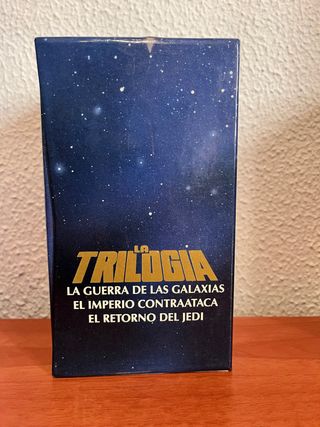 LA
TRILOGIA
LA GUERRA DE LAS GALAXIAS
EL IMPERIO CONTRAATACA
EL RETORNO DEL JEDI